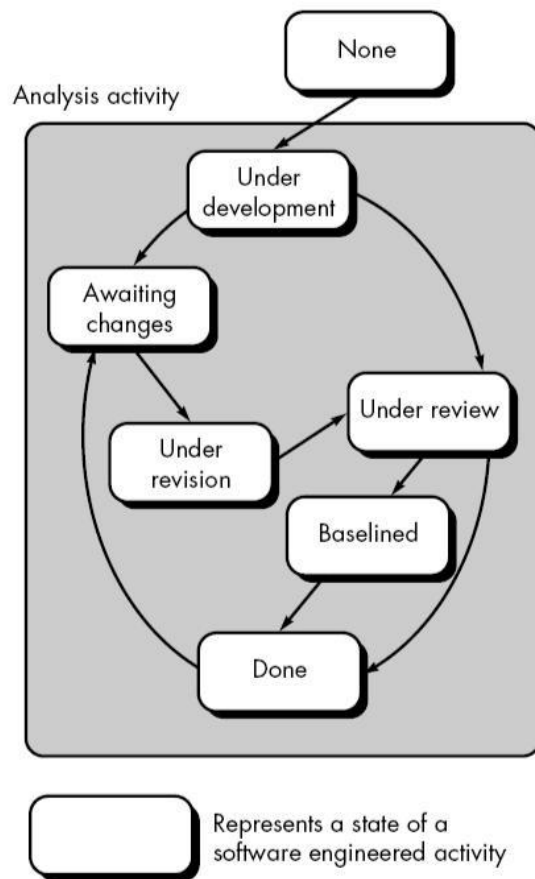 None
Analysis activity
Under
development
Awaiting
changes
Under review
Under
revision
Baselined
Done
Represents a state of a
software engineered activity